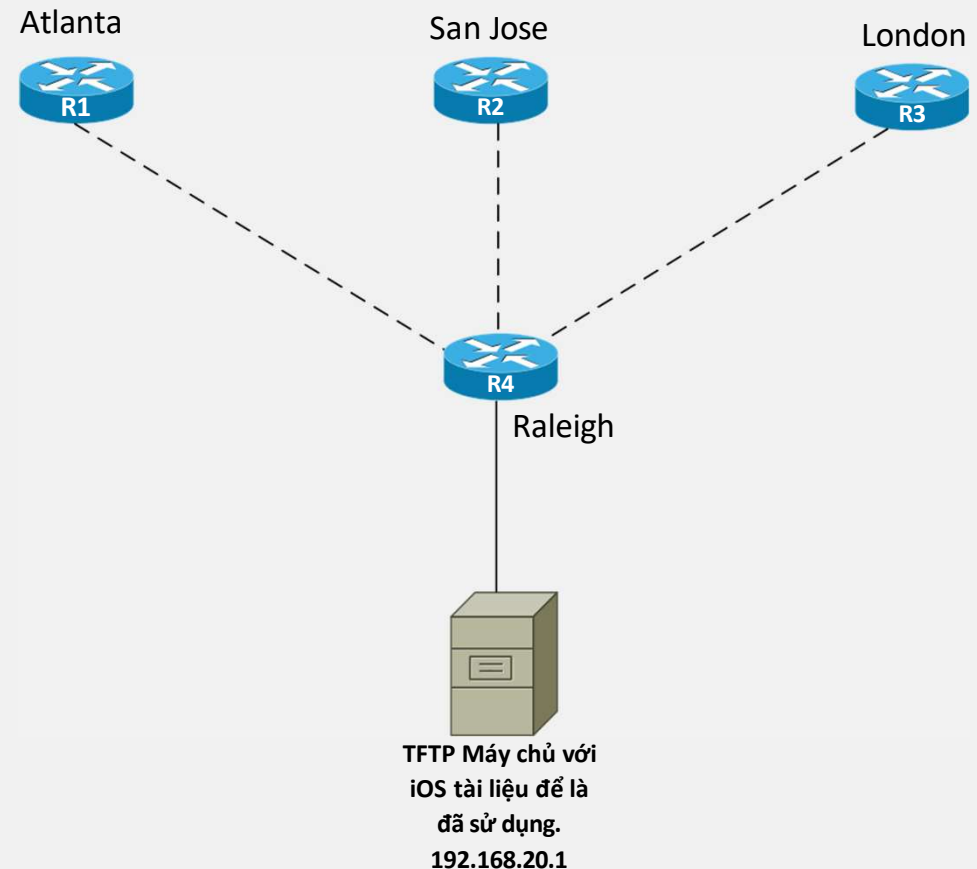 Atlanta
San Jose
London
R1
R2
R3
R4
Raleigh
TFTP Máy chủ với
iOS tài liệu để là
đã sử dụng.
192.168.20.1